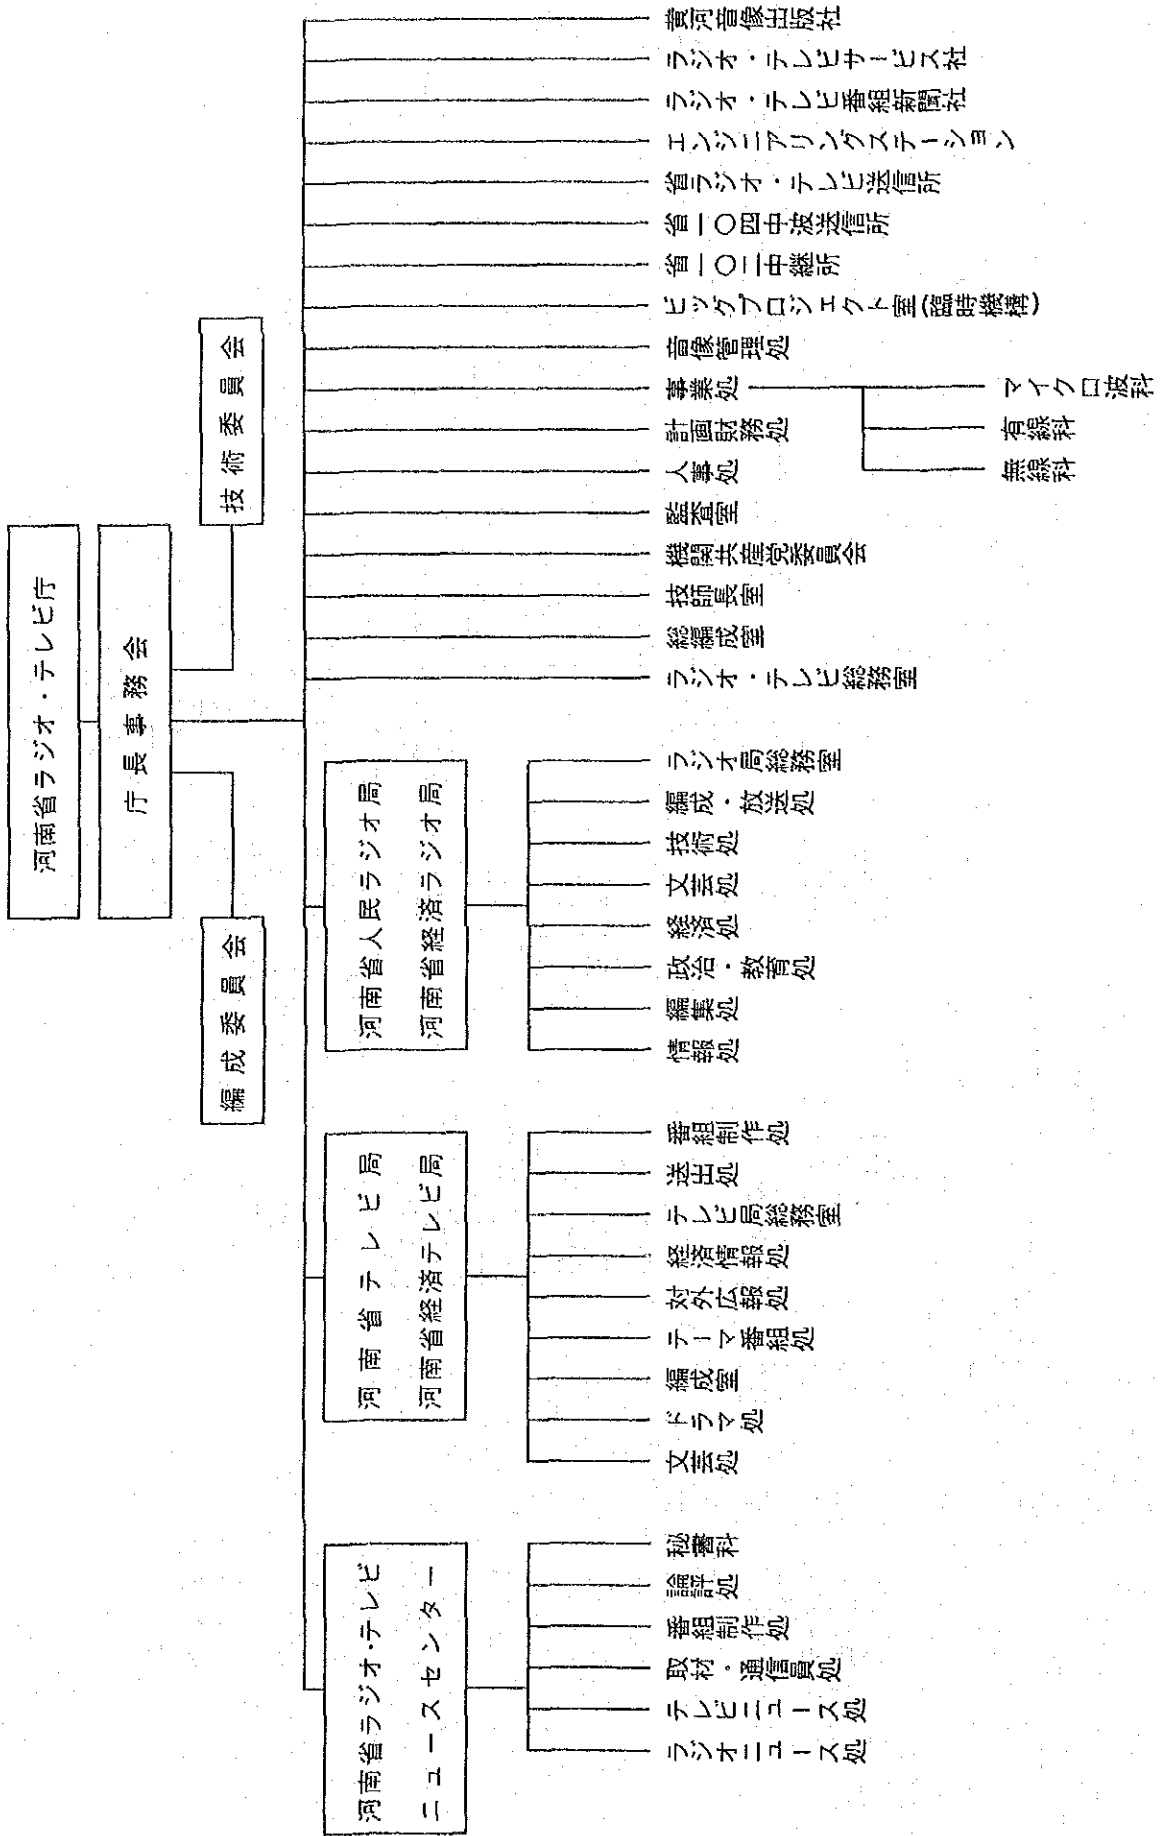 河南省ラジオ・テレビ庁
庁長事務会
編成委員会
技術委員会
河南省ラジオ・テレビ
ニュースセンター
河南省テレビ局
河南省経済テレビ局
河南省人民ラジオ局
河南省経済ラジオ局
ラジオニュース処
テレビニュース処
取材・通信員処
番組制作処
論評処
秘書科
文芸処
ドラマ処
編成室
テーマ番組処
対外広報処
経済情報処
テレビ局総務室
送出処
番組制作処
情報処
編集処
政治・教育処
経済処
文芸処
技術処
編成・放送処
ラジオ局総務室
ラジオ・テレビ総務室
総編成室
技師長室
機関共産党委員会
監査室
人事処
計画財務処
事業処
無線科
有線科
マイクロ波科
音像管理処
ビッグプロジェクト室(臨時機構)
省一〇二中継所
省一〇四中波送信所
省ラジオ・テレビ送信所
エンジニアリングステーション
ラジオ・テレビ番組新聞社
ラジオ・テレビサービス社
黄河音像出版社